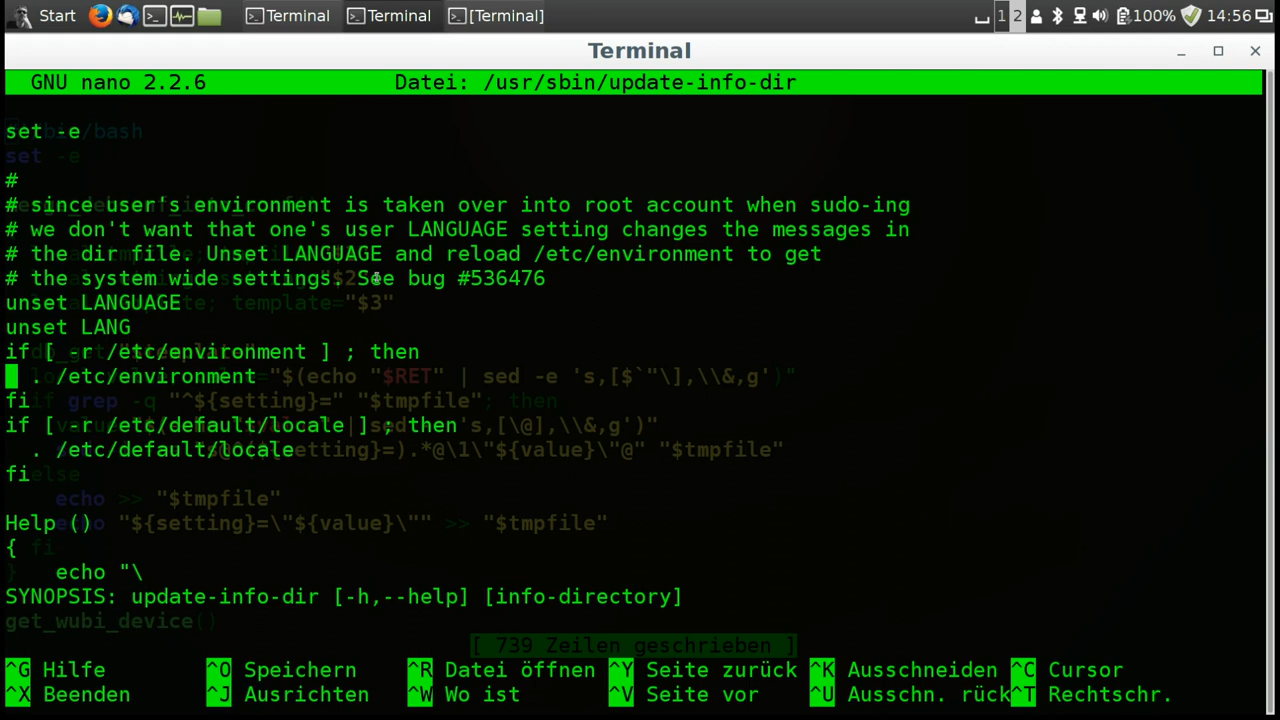 Start Terminal Terminal [Terminal] 1 2 100% 14:56
Terminal
GNU nano 2.2.6 Datei: /usr/sbin/update-info-dir
set -e
#
# since user's environment is taken over into root account when sudo-ing
# we don't want that one's user LANGUAGE setting changes the messages in
# the dir file. Unset LANGUAGE and reload /etc/environment to get
# the system wide settings. See bug #536476
unset LANGUAGE
unset LANG
if [ -r /etc/environment ] ; then
. /etc/environment
fi
if [ -r /etc/default/locale ] ; then
. /etc/default/locale
fi
Help ()
{
echo "\
SYNOPSIS: update-info-dir [-h,--help] [info-directory]
[ 739 Zeilen geschrieben ]
^G Hilfe ^O Speichern ^R Datei öffnen ^Y Seite zurück ^K Ausschneiden ^C Cursor
^X Beenden ^J Ausrichten ^W Wo ist ^V Seite vor ^U Ausschn. rück ^T Rechtschr.